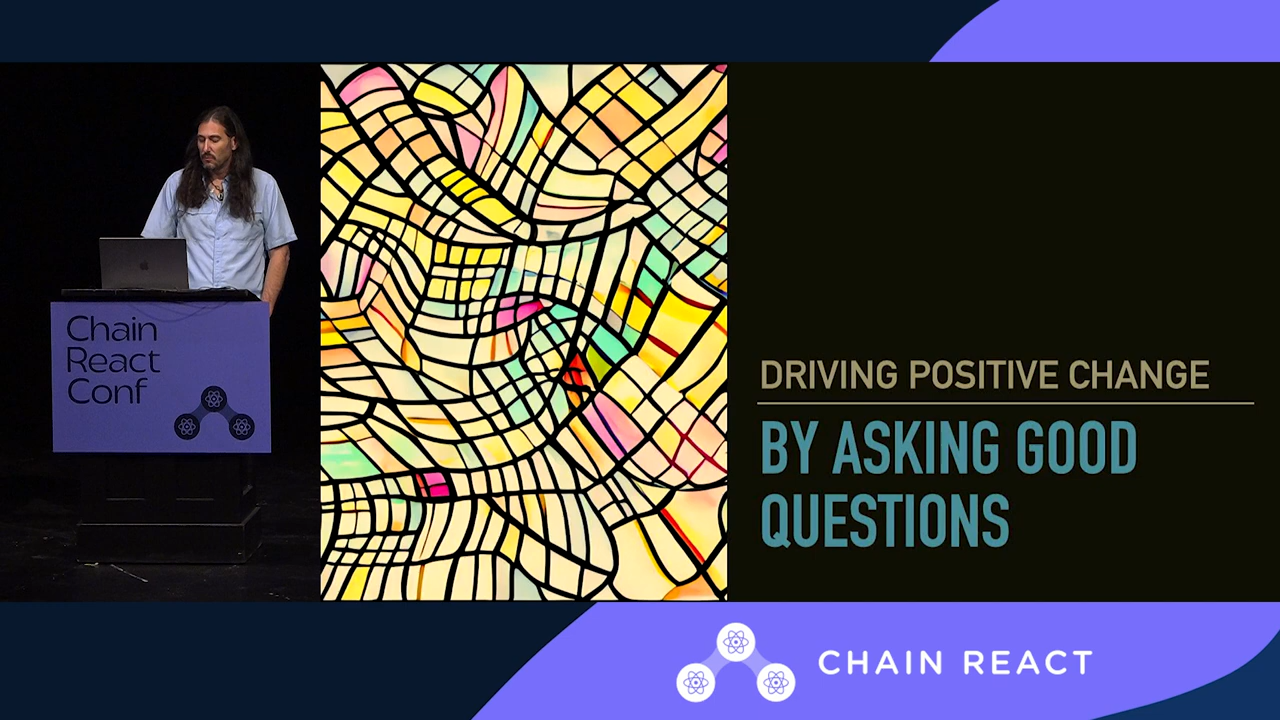 Chain
React
Conf
DRIVING POSITIVE CHANGE
BY ASKING GOOD
QUESTIONS
CHAIN REACT